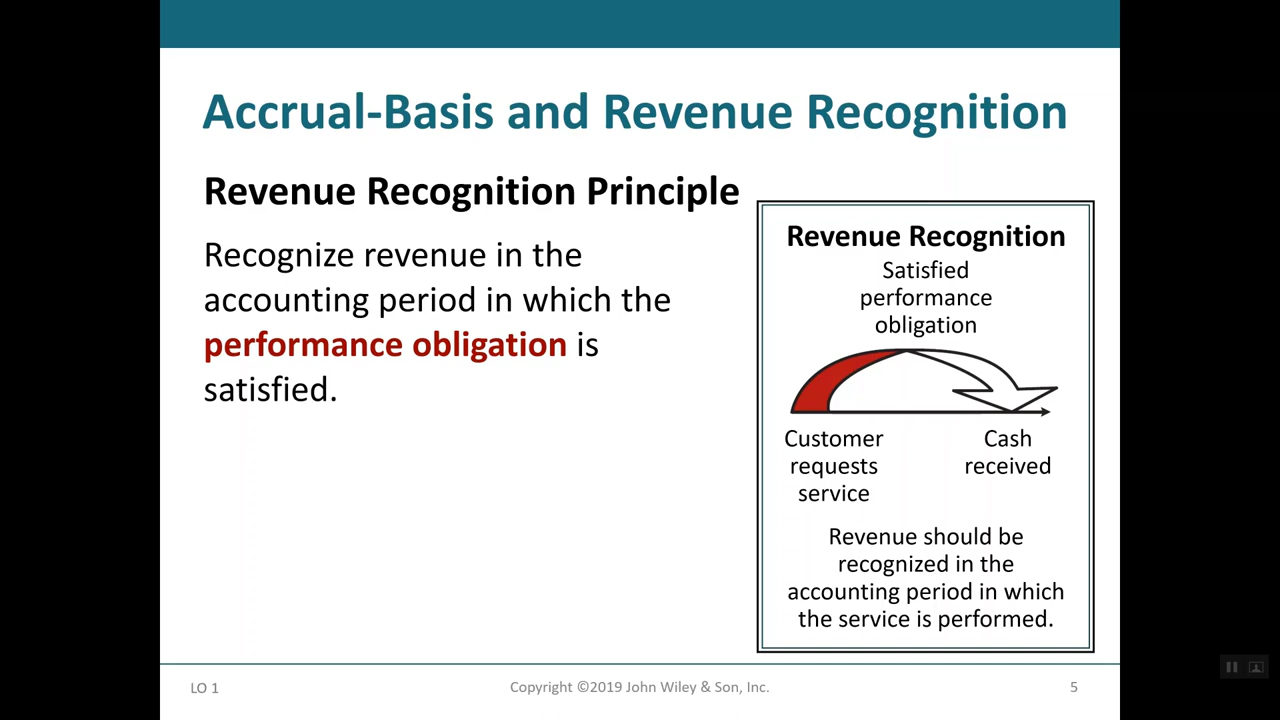 Accrual-Basis and Revenue Recognition
Revenue Recognition Principle
Recognize revenue in the
accounting period in which the
performance obligation is
satisfied.
Revenue Recognition
Satisfied
performance
obligation
Customer
requests
service
Cash
received
Revenue should be
recognized in the
accounting period in which
the service is performed.
LO 1
Copyright ©2019 John Wiley & Son, Inc.
5